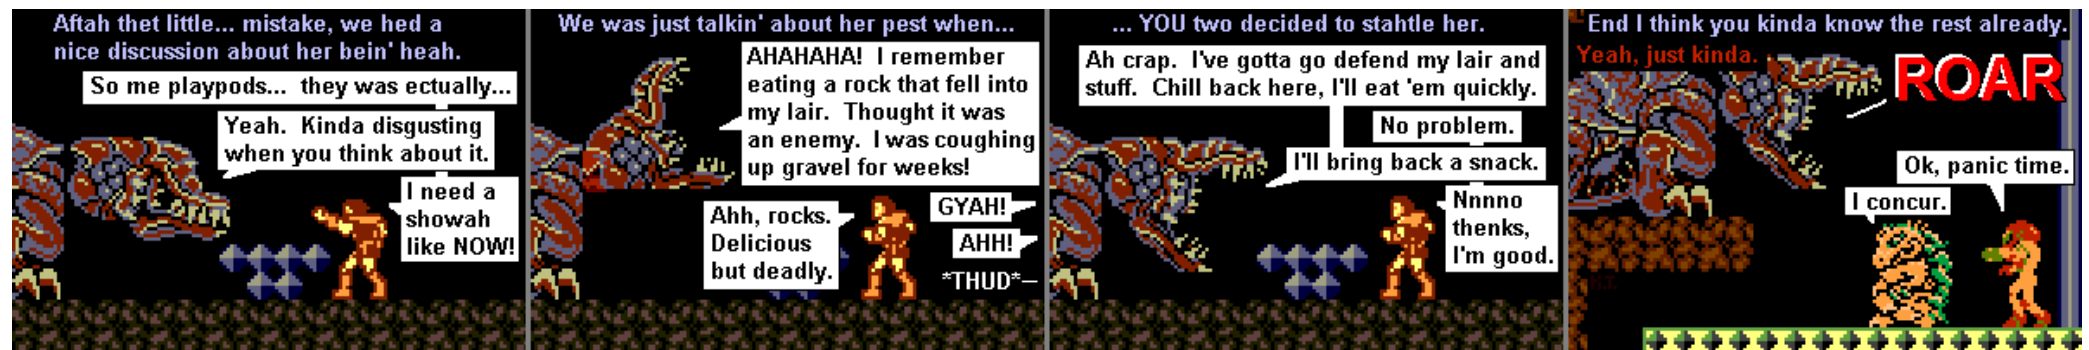 Aftah thet little... mistake, we hed a
nice discussion about her bein' heah.
So me playpods... they was ectually...
Yeah. Kinda disgusting
when you think about it.
I need a
showah
like NOW!
We was just talkin' about her pest when...
AHAHAHA! I remember
eating a rock that fell into
my lair. Thought it was
an enemy. I was coughing
up gravel for weeks!
Ahh, rocks.
Delicious
but deadly.
GYAH!
AHH!
*THUD*
... YOU two decided to stahtle her.
Ah crap. I've gotta go defend my lair and
stuff. Chill back here, I'll eat 'em quickly.
No problem.
I'll bring back a snack.
Nnnno
thenks,
I'm good.
End I think you kinda know the rest already.
Yeah, just kinda.
ROAR
Ok, panic time.
I concur.